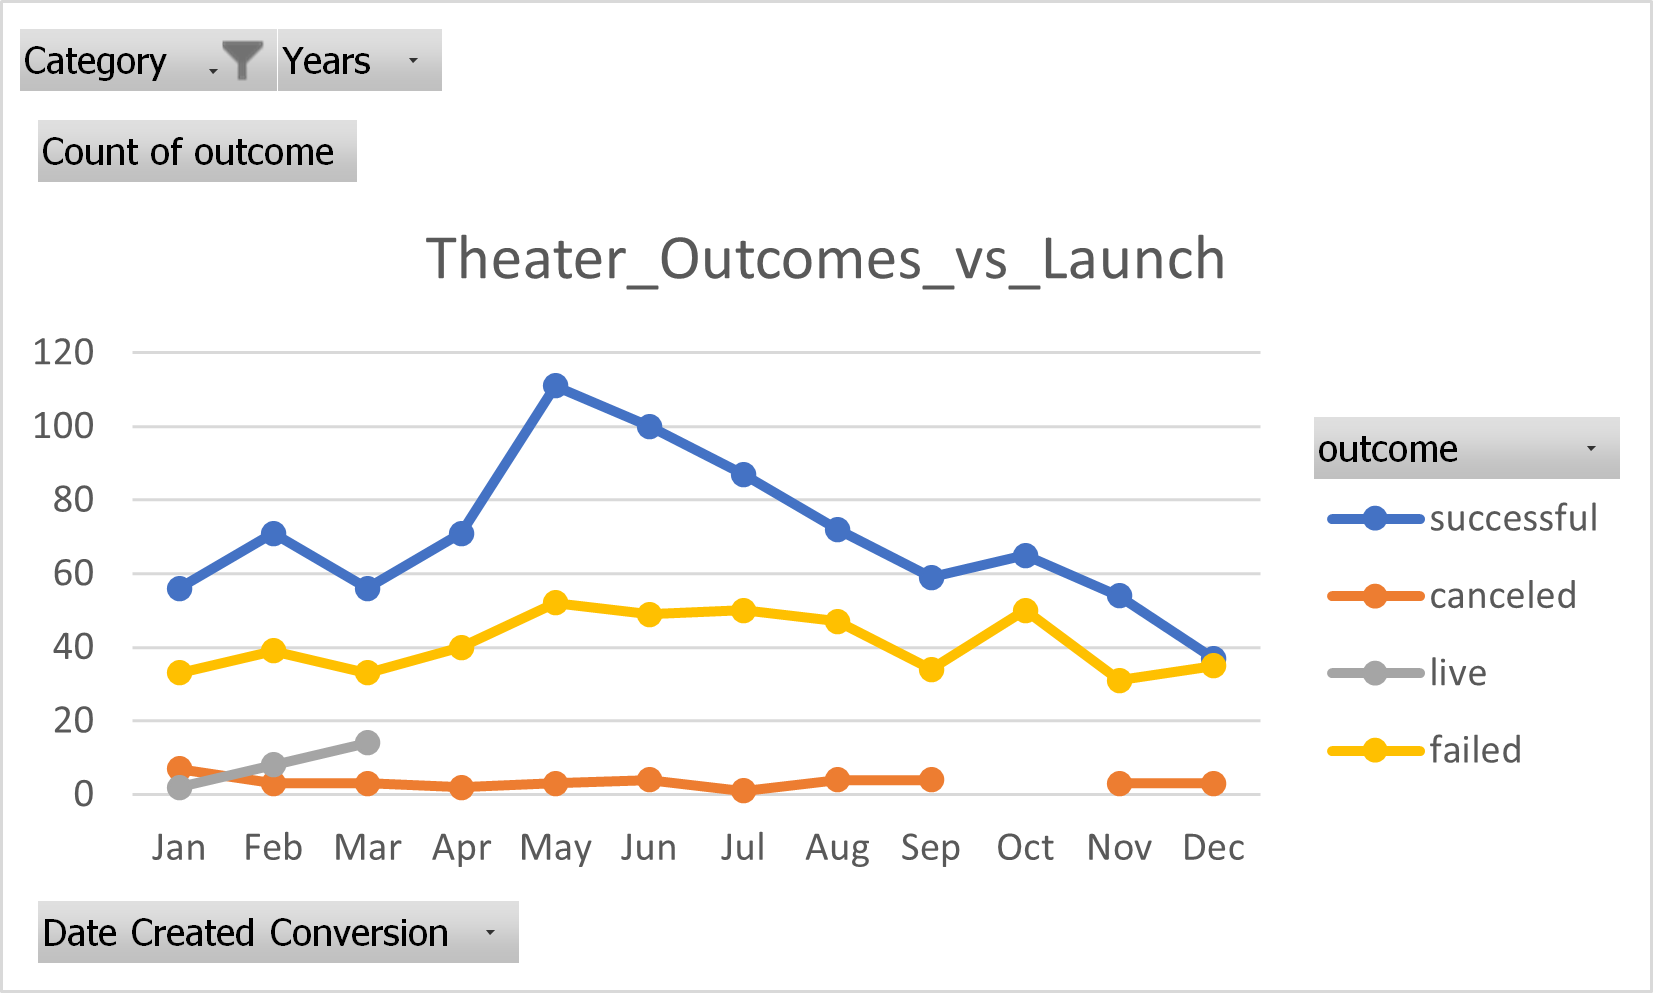 Category Years
Count of outcome
Theater_Outcomes_vs_Launch
120
100
80
60
40
20
0
Jan Feb Mar Apr May Jun Jul Aug Sep Oct Nov Dec
outcome
successful
canceled
live
failed
Date Created Conversion